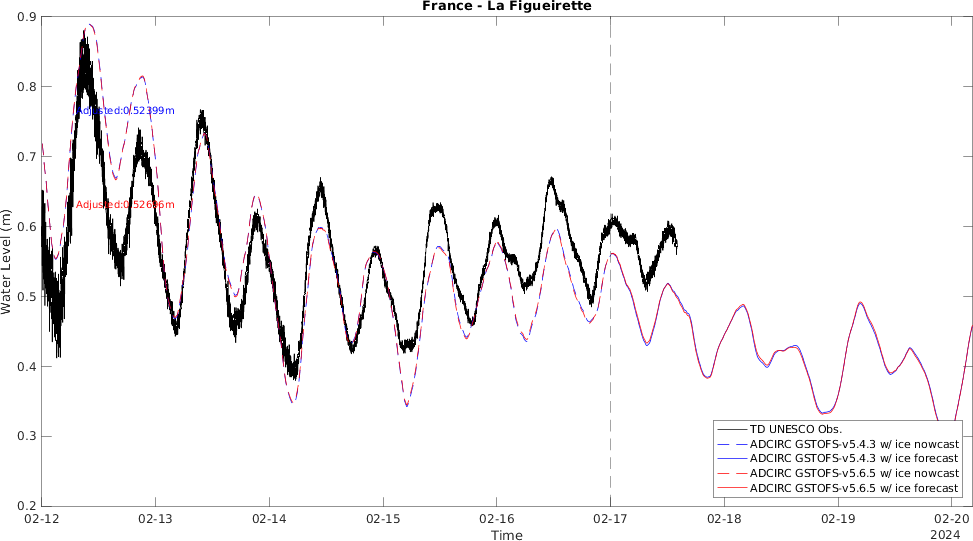 France - La Figueirette
0.9
0.8
0.7
0.6
0.5
0.4
0.3
0.2
Water Level (m)
Adjusted:0.52399m
Adjusted:0.52696m
TD UNESCO Obs.
ADCIRC GSTOFS-v5.4.3 w/ ice nowcast
ADCIRC GSTOFS-v5.4.3 w/ ice forecast
ADCIRC GSTOFS-v5.6.5 w/ ice nowcast
ADCIRC GSTOFS-v5.6.5 w/ ice forecast
02-12 02-13 02-14 02-15 02-16 02-17 02-18 02-19 02-20
Time
2024